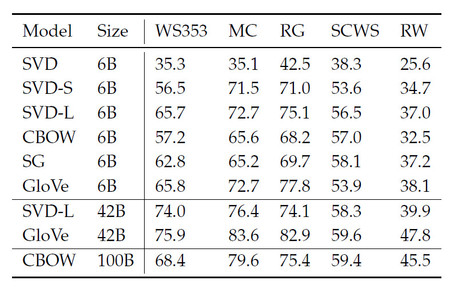 Model Size WS353 MC RG SCWS RW
SVD 6B 35.3 35.1 42.5 38.3 25.6
SVD-S 6B 56.5 71.5 71.0 53.6 34.7
SVD-L 6B 65.7 72.7 75.1 56.5 37.0
CBOW 6B 57.2 65.6 68.2 57.0 32.5
SG 6B 62.8 65.2 69.7 58.1 37.2
GloVe 6B 65.8 72.7 77.8 53.9 38.1
SVD-L 42B 74.0 76.4 74.1 58.3 39.9
GloVe 42B 75.9 83.6 82.9 59.6 47.8
CBOW 100B 68.4 79.6 75.4 59.4 45.5